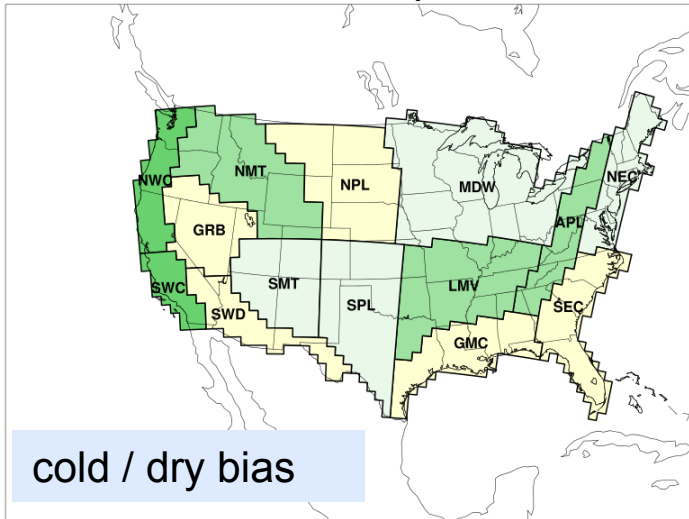 NWC
NMT
NPL
MDW
NEC
GRB
APL
SWC
SMT
SPL
LMV
SWD
SEC
GMC
cold / dry bias